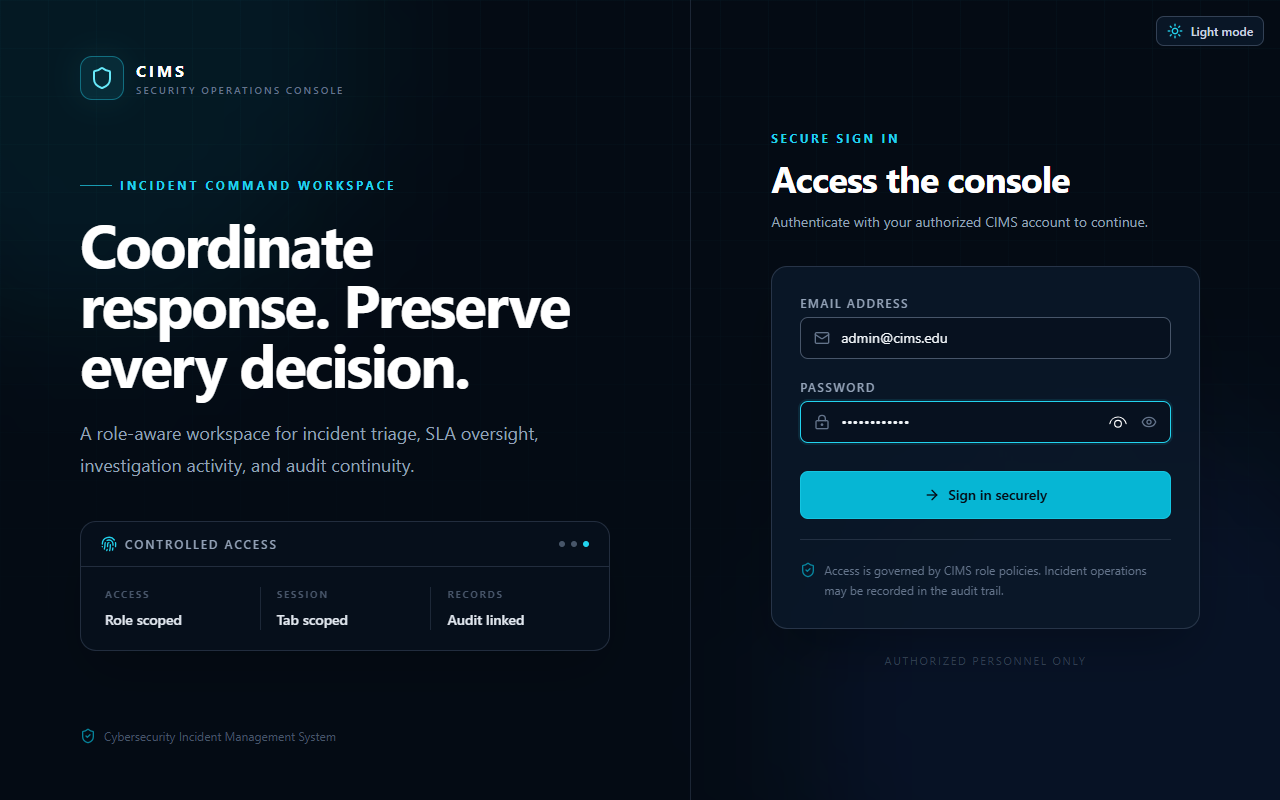 CIMS
SECURITY OPERATIONS CONSOLE
INCIDENT COMMAND WORKSPACE
Coordinate
response. Preserve
every decision.
A role-aware workspace for incident triage, SLA oversight,
investigation activity, and audit continuity.
CONTROLLED ACCESS
ACCESS
Role scoped
SESSION
Tab scoped
RECORDS
Audit linked
Cybersecurity Incident Management System
Light mode
SECURE SIGN IN
Access the console
Authenticate with your authorized CIMS account to continue.
EMAIL ADDRESS
admin@cims.edu
PASSWORD
••••••••••••
Sign in securely
Access is governed by CIMS role policies. Incident operations
may be recorded in the audit trail.
AUTHORIZED PERSONNEL ONLY